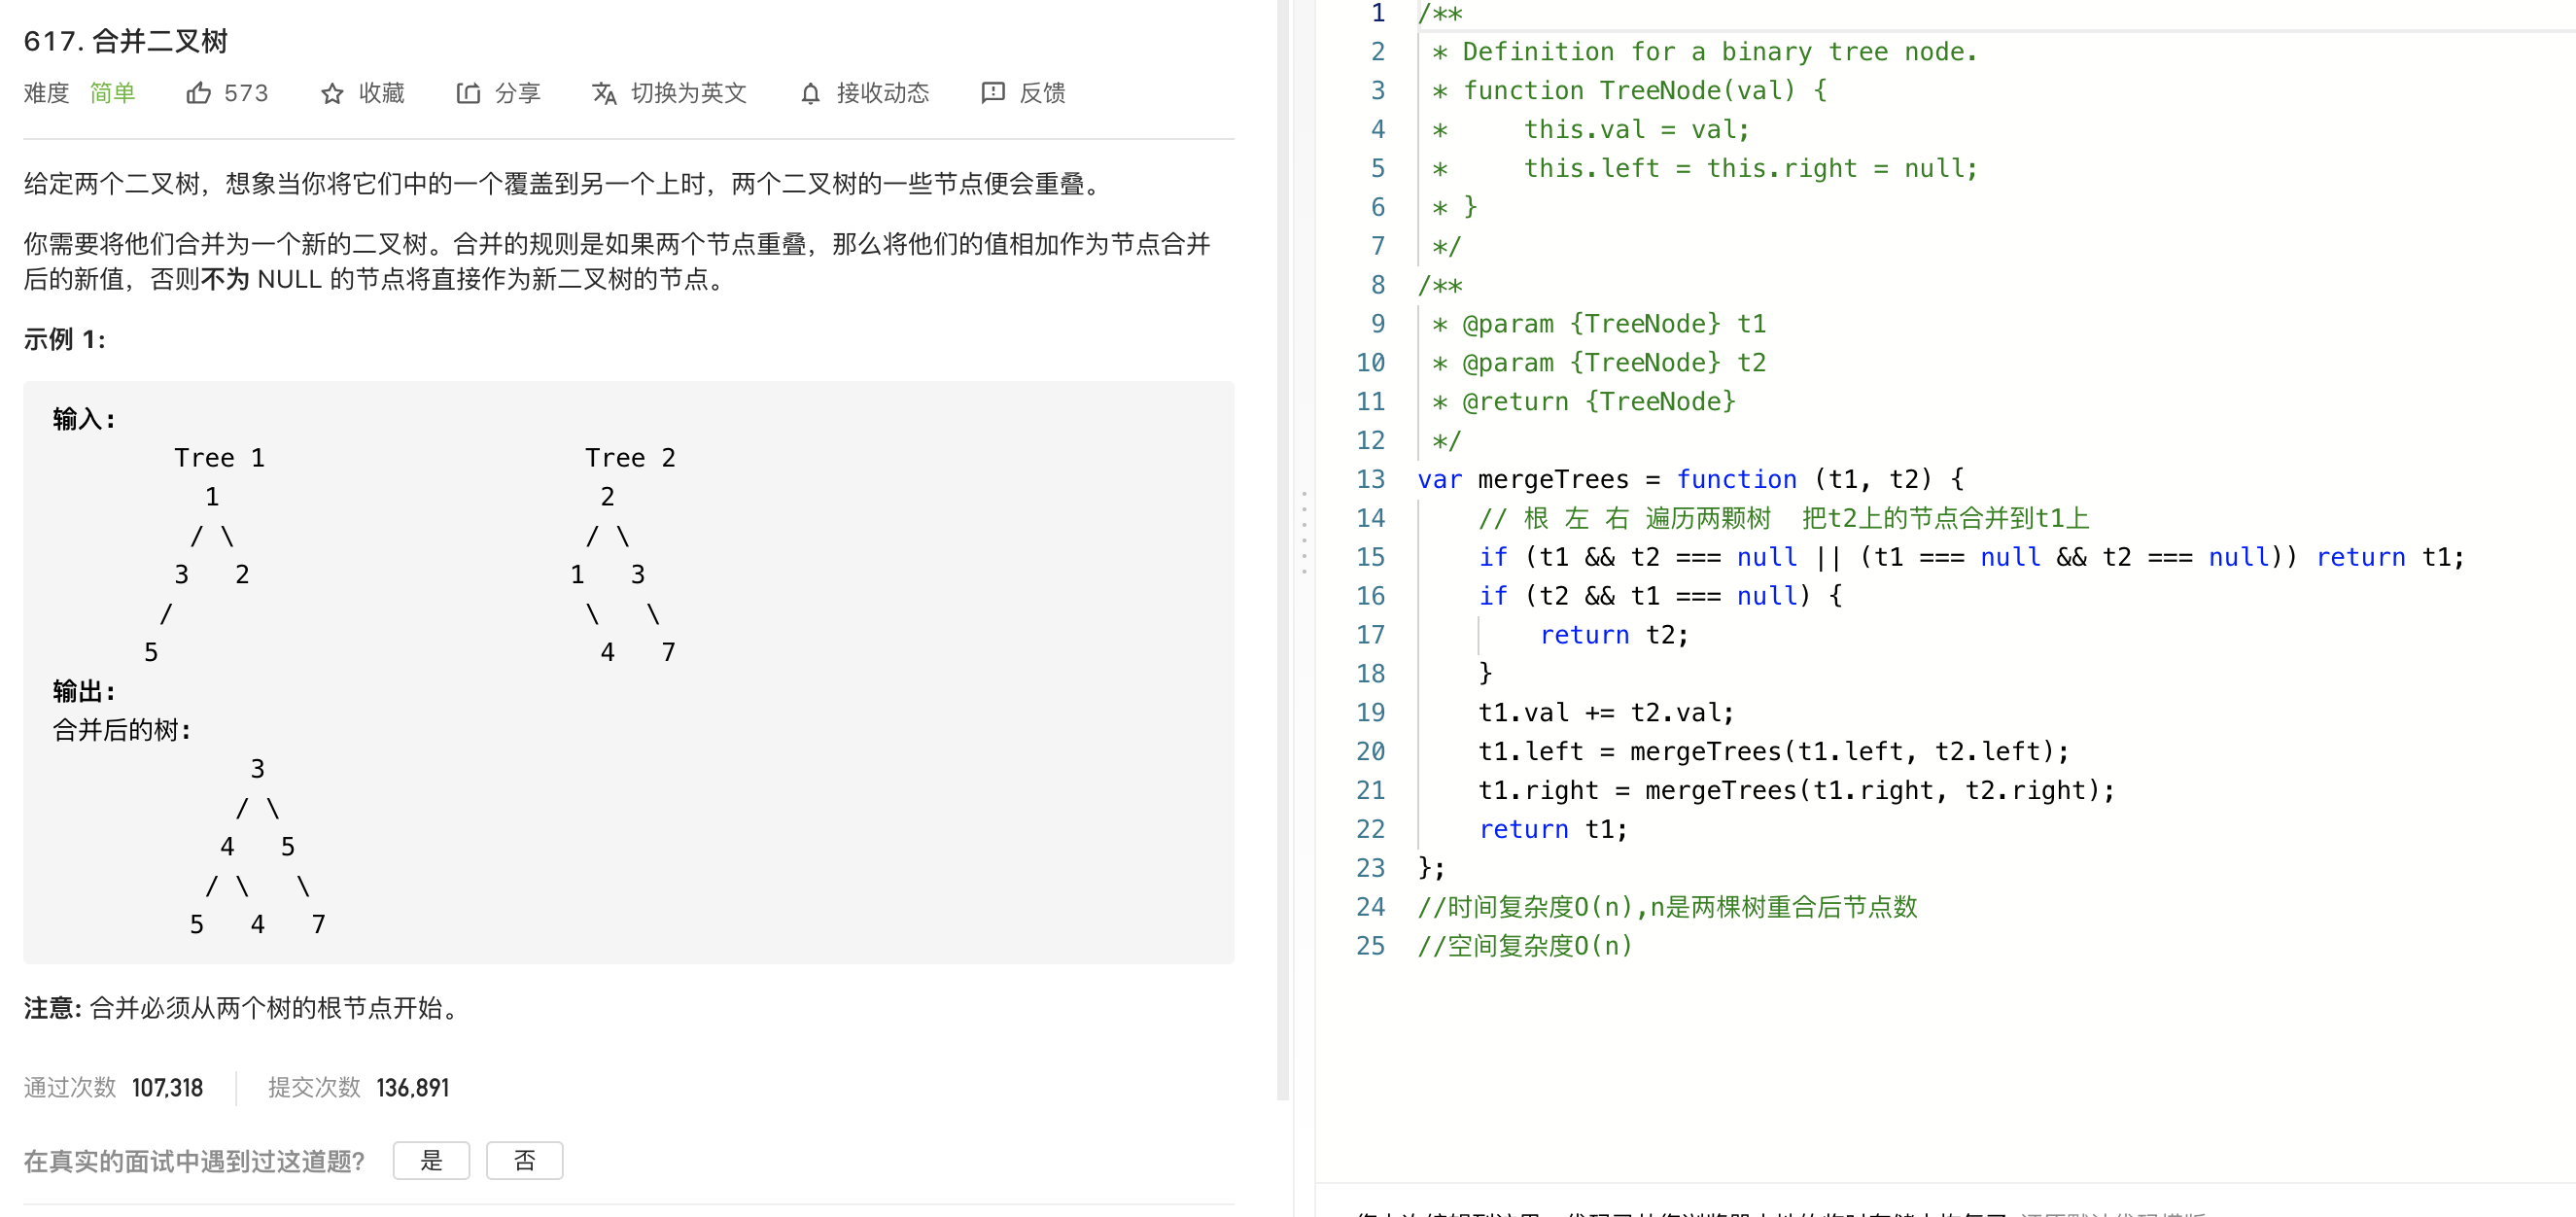 617. 合并二叉树
难度 简单 573 收藏 分享 切换为英文 接收动态 反馈
给定两个二叉树，想象当你将它们中的一个覆盖到另一个上时，两个二叉树的一些节点便会重叠。
你需要将他们合并为一个新的二叉树。合并的规则是如果两个节点重叠，那么将他们的值相加作为节点合并
后的新值，否则不为 NULL 的节点将直接作为新二叉树的节点。
示例 1:
输入:
Tree 1 Tree 2
1 2
/ \ / \
3 2 1 3
/ \ \
5 4 7
输出:
合并后的树:
3
/ \
4 5
/ \ \
5 4 7
注意: 合并必须从两个树的根节点开始。
通过次数 107,318 提交次数 136,891
在真实的面试中遇到过这道题? 是 否
1 /**
2 * Definition for a binary tree node.
3 * function TreeNode(val) {
4 * this.val = val;
5 * this.left = this.right = null;
6 * }
7 */
8 /**
9 * @param {TreeNode} t1
10 * @param {TreeNode} t2
11 * @return {TreeNode}
12 */
13 var mergeTrees = function (t1, t2) {
14 // 根 左 右 遍历两颗树 把t2上的节点合并到t1上
15 if (t1 && t2 === null || (t1 === null && t2 === null)) return t1;
16 if (t2 && t1 === null) {
17 return t2;
18 }
19 t1.val += t2.val;
20 t1.left = mergeTrees(t1.left, t2.left);
21 t1.right = mergeTrees(t1.right, t2.right);
22 return t1;
23 };
24 //时间复杂度O(n),n是两棵树重合后节点数
25 //空间复杂度O(n)